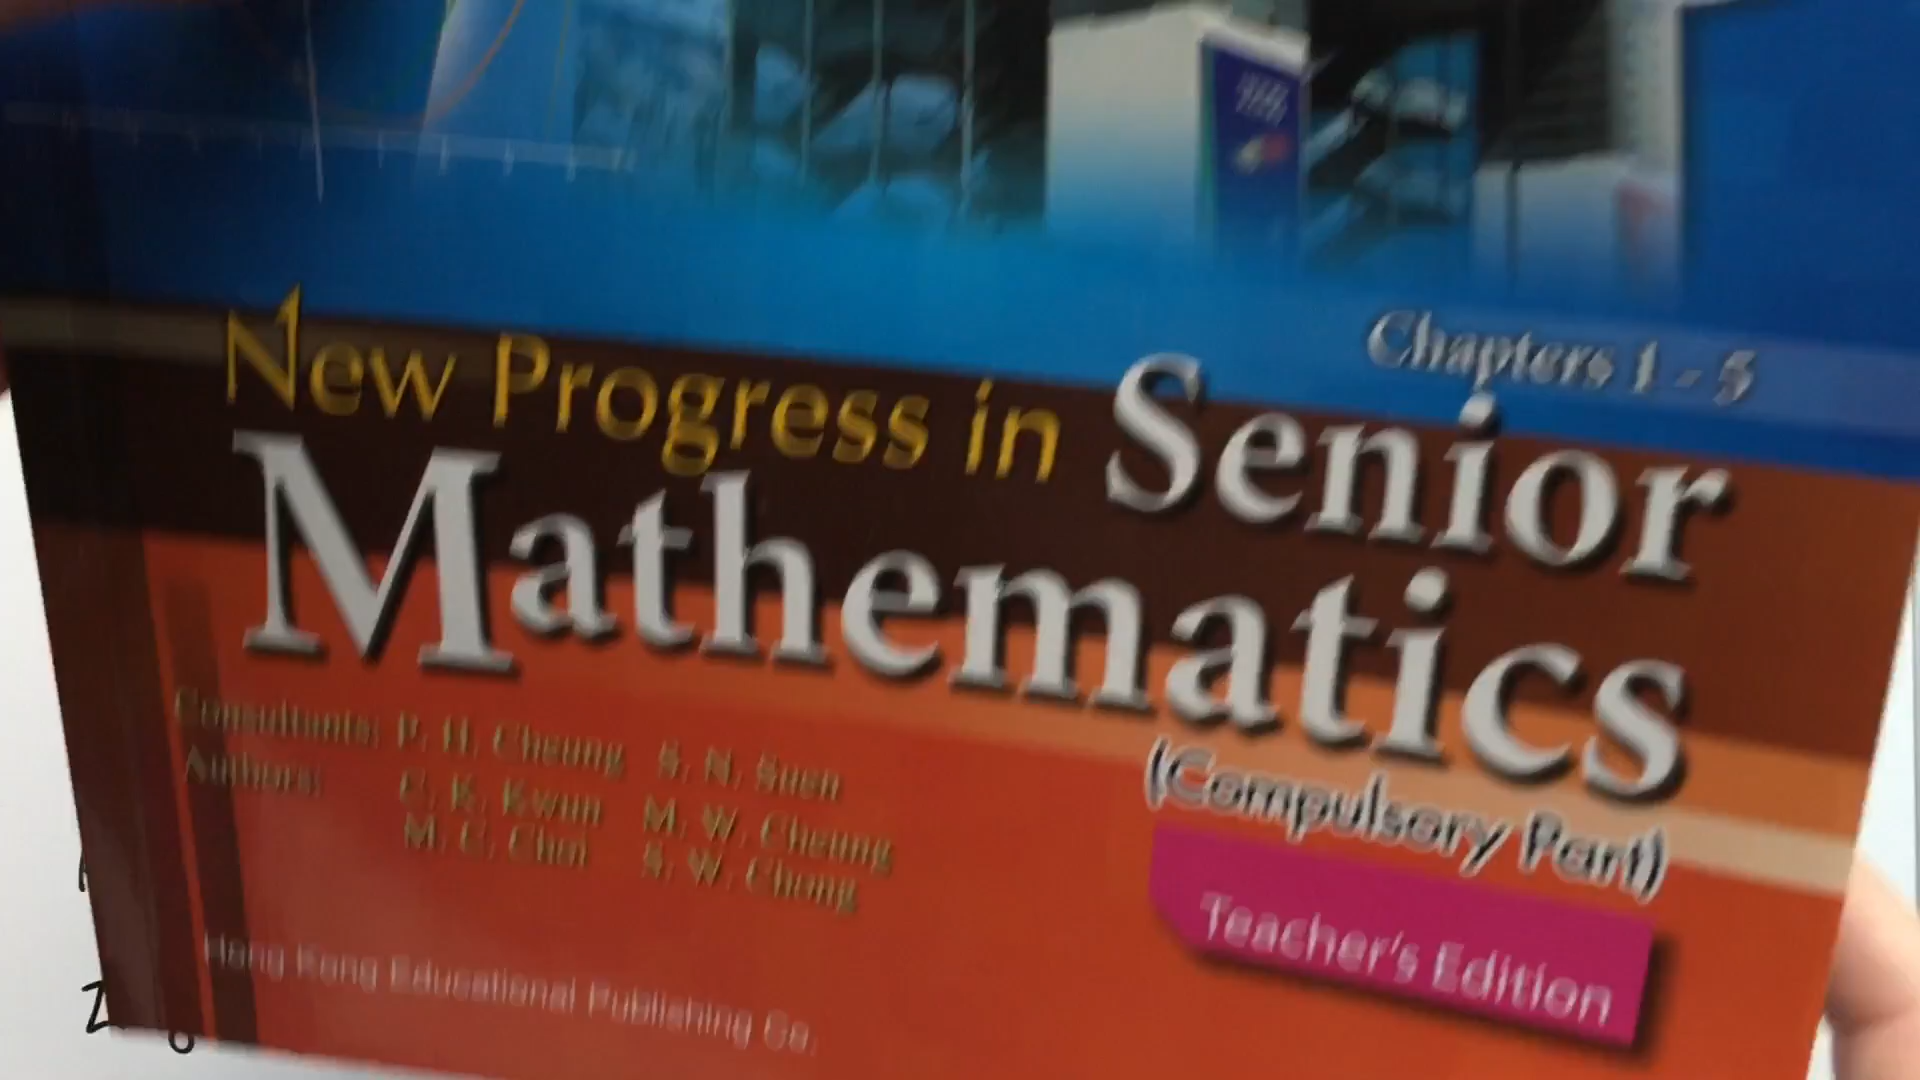 Chapters 1 - 5
New Progress in Senior
Mathematics
(Compulsory Part)
Teacher's Edition
Consultants: P. H. Cheung S. N. Suen
Authors: C. K. Kwun M. W. Cheung
M. C. Choi S. W. Chong
Hong Kong Educational Publishing Co.